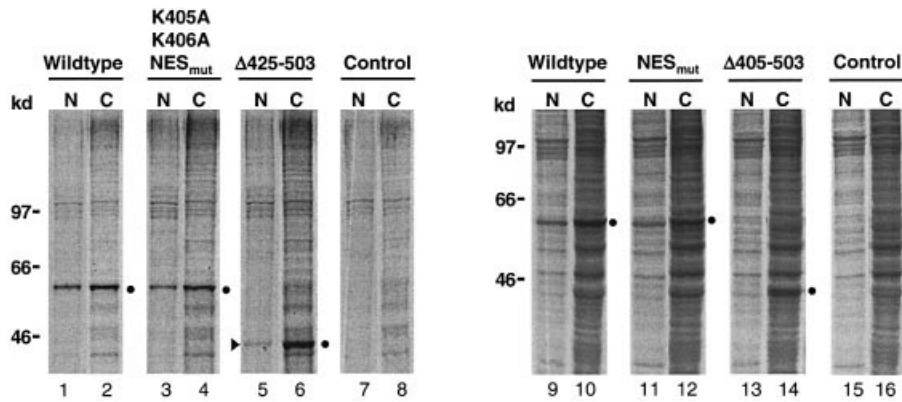 K405A
K406A
Wildtype NESmut Δ425-503 Control
kd N C N C N C N C
97-
66-
46-
1 2 3 4 5 6 7 8
Wildtype NESmut Δ405-503 Control
N C N C N C N C
97-
66-
46-
9 10 11 12 13 14 15 16